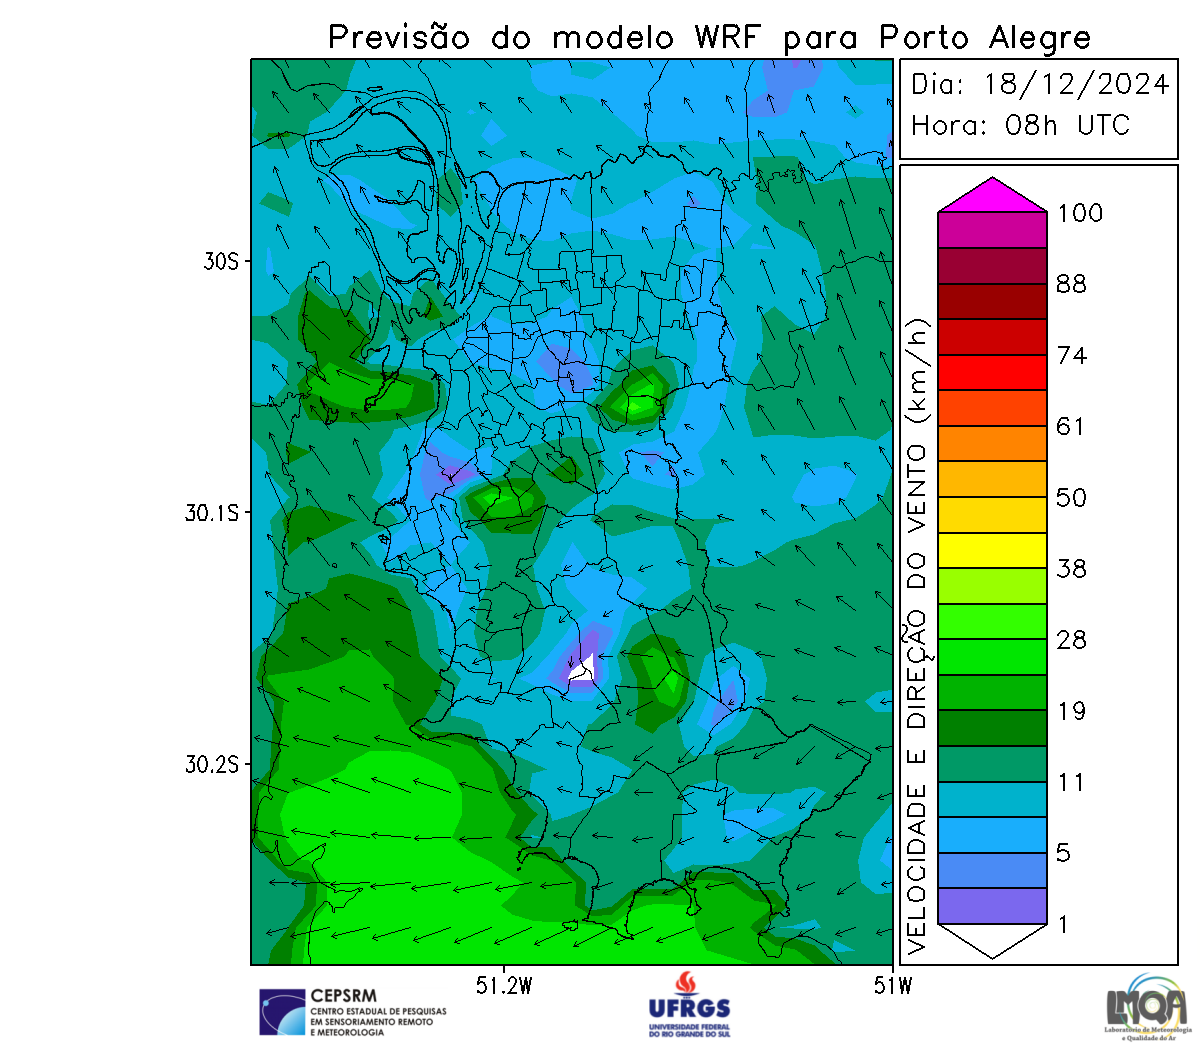 Previsão do modelo WRF para Porto Alegre
Dia: 18/12/2024
Hora: 08h UTC
30S
30.1S
30.2S
51.2W
51W
VELOCIDADE E DIREÇÃO DO VENTO (km/h)
100
88
74
61
50
38
28
19
11
5
1
CEPSRM
CENTRO ESTADUAL DE PESQUISAS
EM SENSORIAMENTO REMOTO
E METEOROLOGIA
UFRGS
UNIVERSIDADE FEDERAL
DO RIO GRANDE DO SUL
LMQA
Laboratório de Meteorologia
e Qualidade do Ar